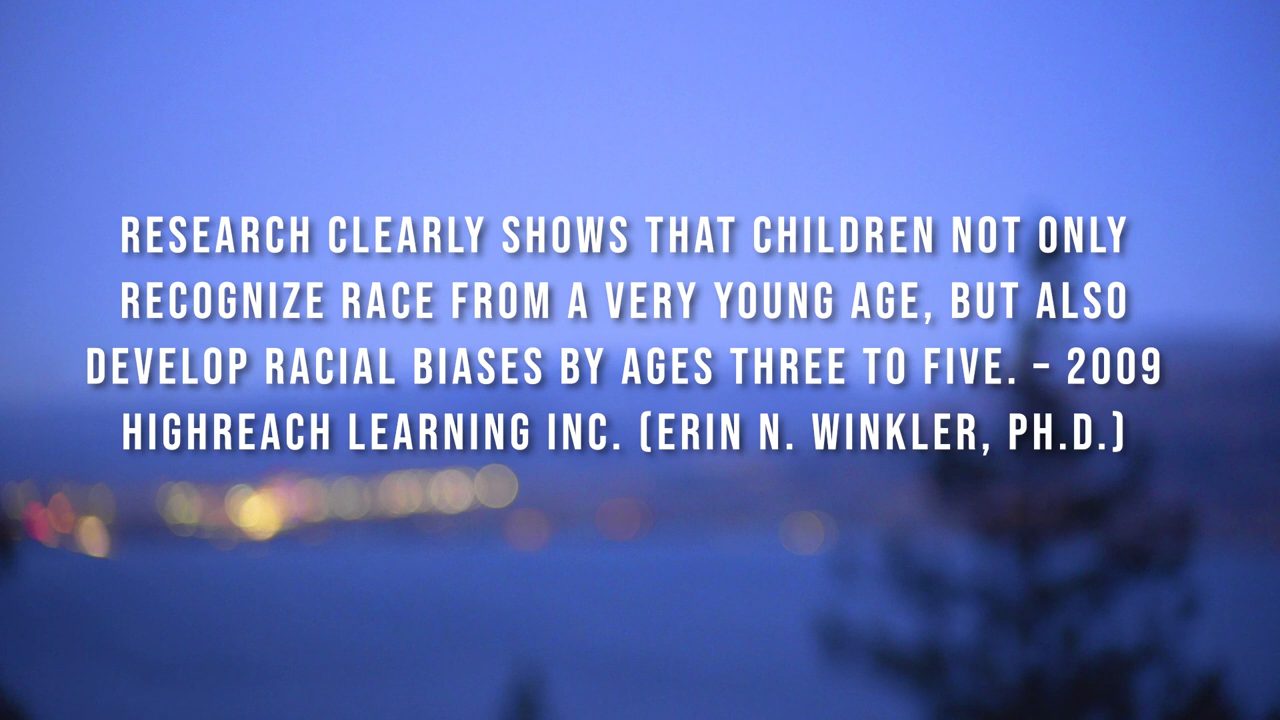 RESEARCH CLEARLY SHOWS THAT CHILDREN NOT ONLY
RECOGNIZE RACE FROM A VERY YOUNG AGE, BUT ALSO
DEVELOP RACIAL BIASES BY AGES THREE TO FIVE. – 2009
HIGHREACH LEARNING INC. (ERIN N. WINKLER, PH.D.)